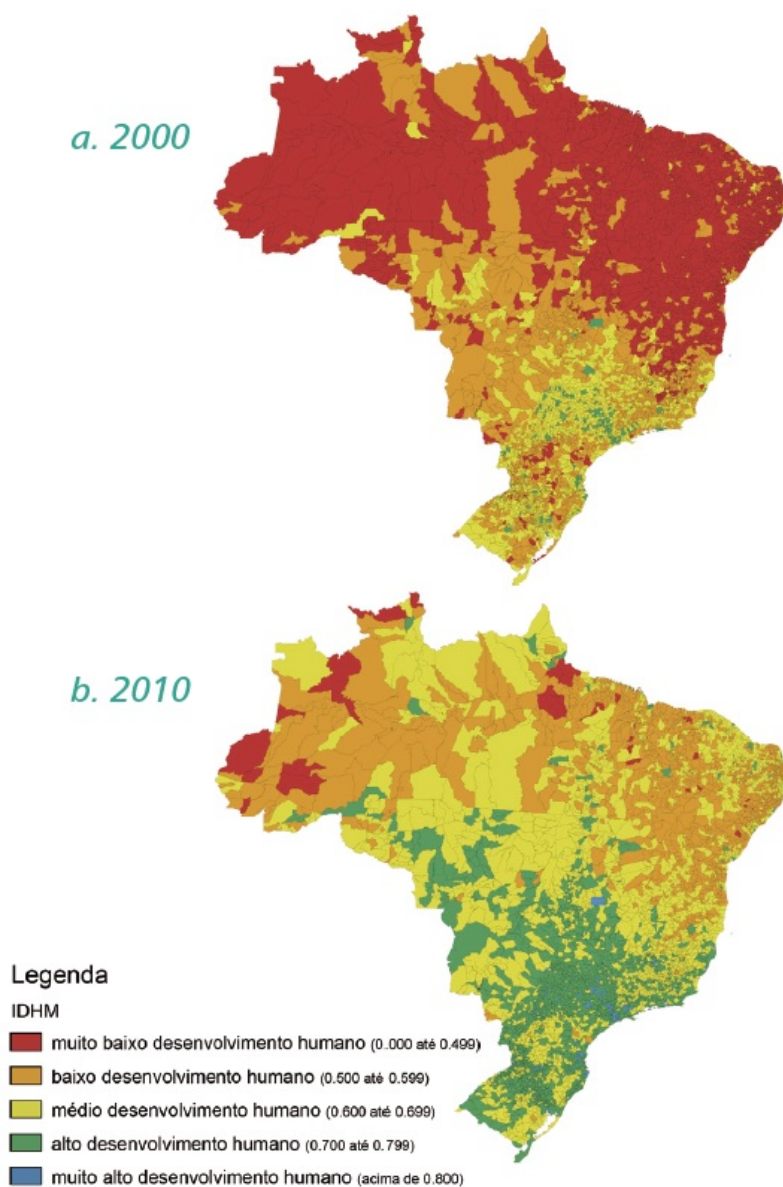 a. 2000
b. 2010
Legenda
IDHM
muito baixo desenvolvimento humano (0.000 até 0.499)
baixo desenvolvimento humano (0.500 até 0.599)
médio desenvolvimento humano (0.600 até 0.699)
alto desenvolvimento humano (0.700 até 0.799)
muito alto desenvolvimento humano (acima de 0.800)